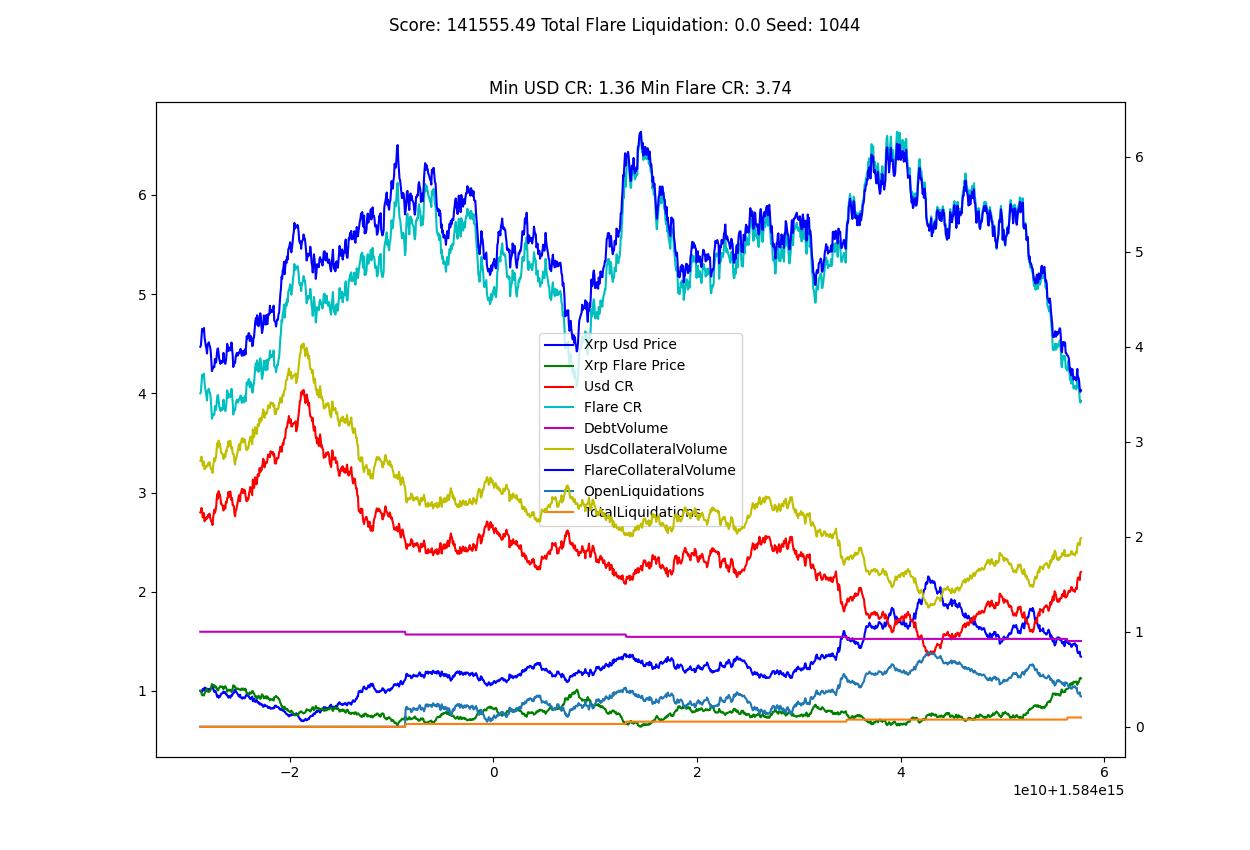 Score: 141555.49 Total Flare Liquidation: 0.0 Seed: 1044
Min USD CR: 1.36 Min Flare CR: 3.74
6
5
4
3
2
1
6
5
4
3
2
1
0
Xrp Usd Price
Xrp Flare Price
Usd CR
Flare CR
DebtVolume
UsdCollateralVolume
FlareCollateralVolume
OpenLiquidations
TotalLiquidations
−2 0 2 4 6
1e10+1.584e15